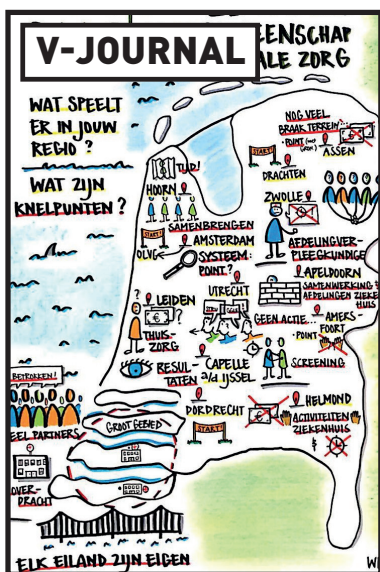 V-JOURNAL
EENSCHAP
ALE ZORG
WAT SPEELT
ER IN JOUW
REGIO?
WAT ZIJN
KNELPUNTEN?
NOG VEEL
BRAAK TERREIN
• POINT
ASSEN
START!
DRACHTEN
TIJD!
HOORN
ZWOLLE
SAMENBRENGEN
START!
AMSTERDAM
OLVG
SYSTEEM:
POINT?
AFDELINGVER-
PLEEGKUNDIGE
APELDOORN
SAMENWERKING
AFDELINGEN ZIEKE
HUIS
UTRECHT
LEIDEN
THUIS-
ZORG
GEEN ACTIE...
AMERS-
FOORT
• POINT
RESUL-
TATEN
CAPELLE
a/d IJSSEL
SCREENING
BETROKKEN!
DORDRECHT
START!
HELMOND
ACTIVITEITEN
ZIEKENHUIS
EEL PARTNERS
GROOT GEBIED
OVER-
DRACHT
ELK EILAND ZIJN EIGEN